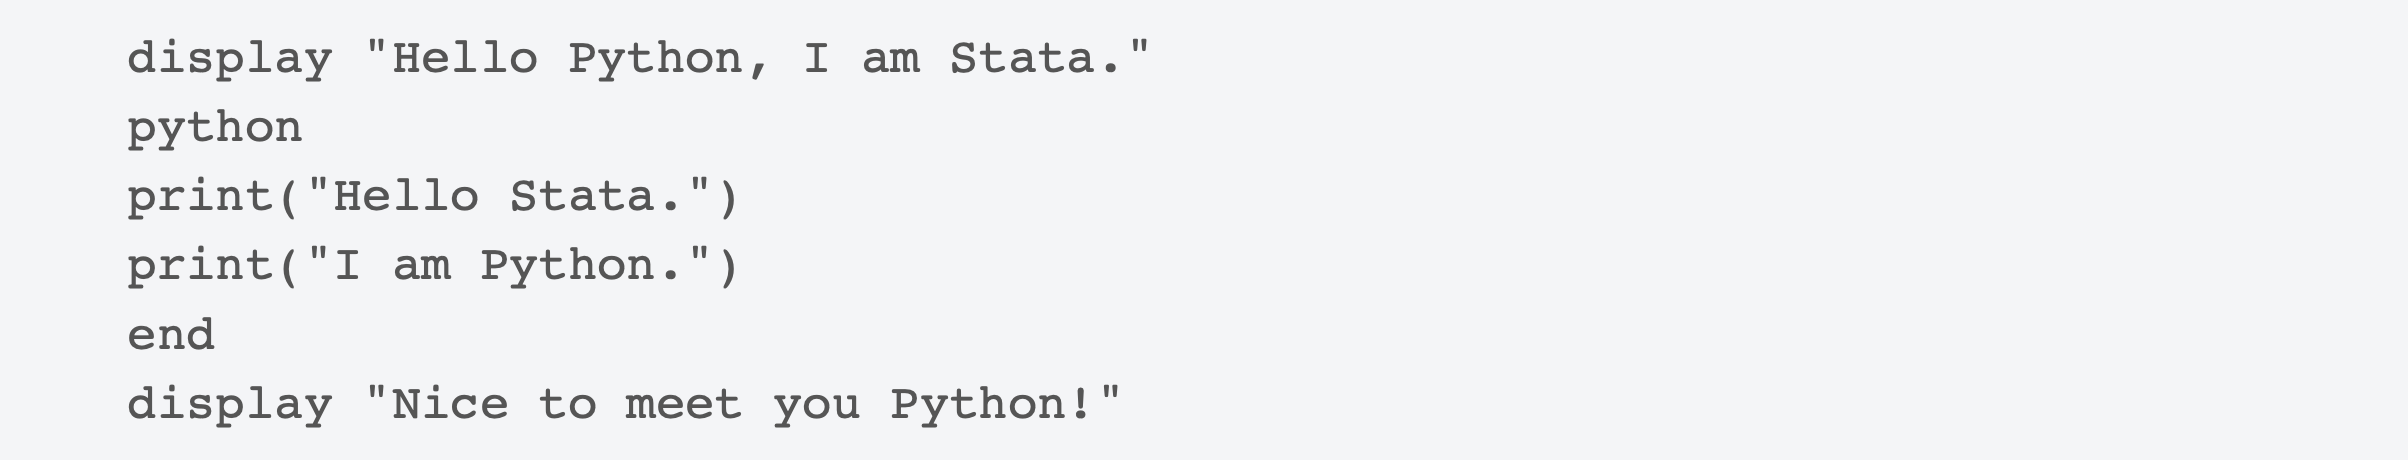 display "Hello Python, I am Stata."
python
print("Hello Stata.")
print("I am Python.")
end
display "Nice to meet you Python!"